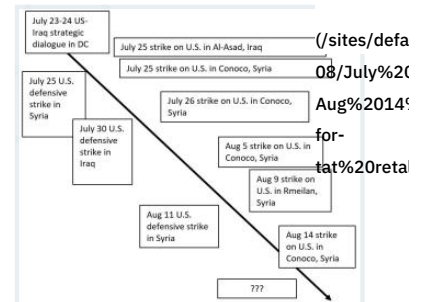 July 23-24 US-
Iraq strategic
dialogue in DC
July 25 strike on U.S. in Al-Asad, Iraq
July 25 strike on U.S. in Conoco, Syria
July 25 U.S.
defensive
strike in
Syria
July 26 strike on U.S. in Conoco,
Syria
July 30 U.S.
defensive
strike in
Iraq
Aug 5 strike on U.S. in
Conoco, Syria
Aug 9 strike on
U.S. in Rmeilan,
Syria
Aug 11 U.S.
defensive strike
in Syria
Aug 14 strike
on U.S. in
Conoco, Syria
???
(/sites/defa
08/July%20
Aug%2014%
for-
tat%20retal